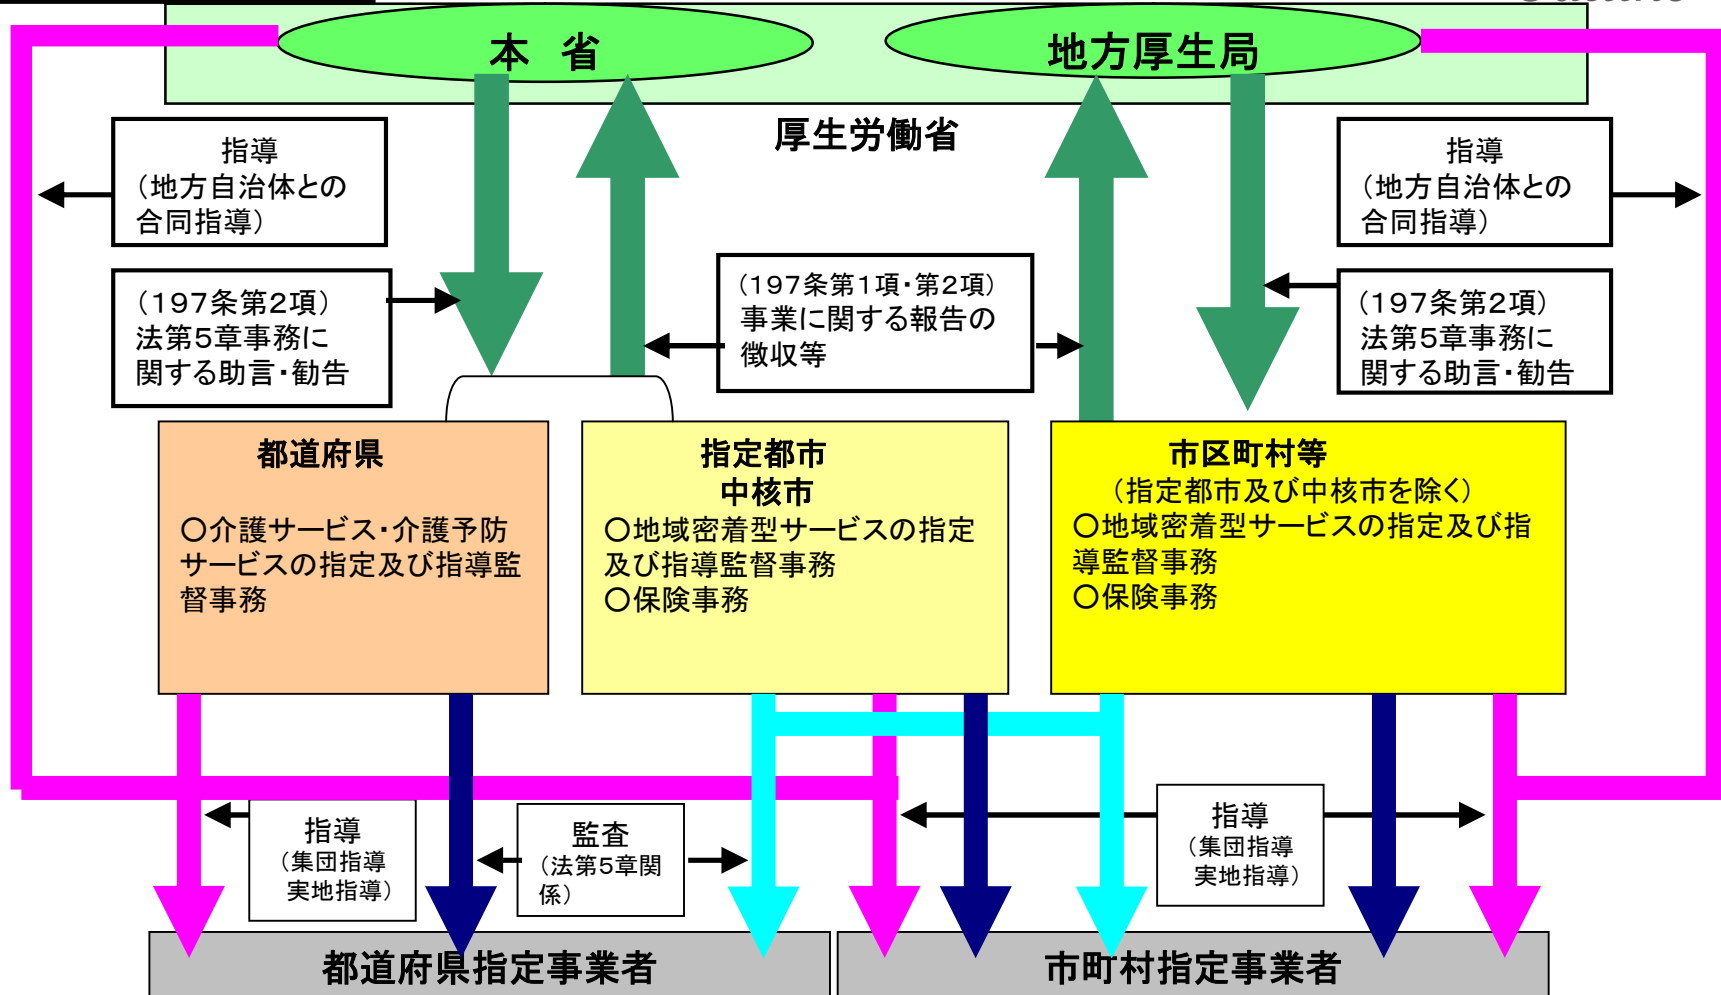 本 省
地方厚生局
厚生労働省
指導
（地方自治体との
合同指導）
指導
（地方自治体との
合同指導）
（197条第2項）
法第5章事務に
関する助言・勧告
（197条第1項・第2項）
事業に関する報告の
徴収等
（197条第2項）
法第5章事務に
関する助言・勧告
都道府県
〇介護サービス・介護予防
サービスの指定及び指導監
督事務
指定都市
中核市
〇地域密着型サービスの指定
及び指導監督事務
〇保険事務
市区町村等
（指定都市及び中核市を除く）
〇地域密着型サービスの指定及び指
導監督事務
〇保険事務
指導
（集団指導
実地指導）
監査
（法第5章関
係）
指導
（集団指導
実地指導）
都道府県指定事業者
市町村指定事業者